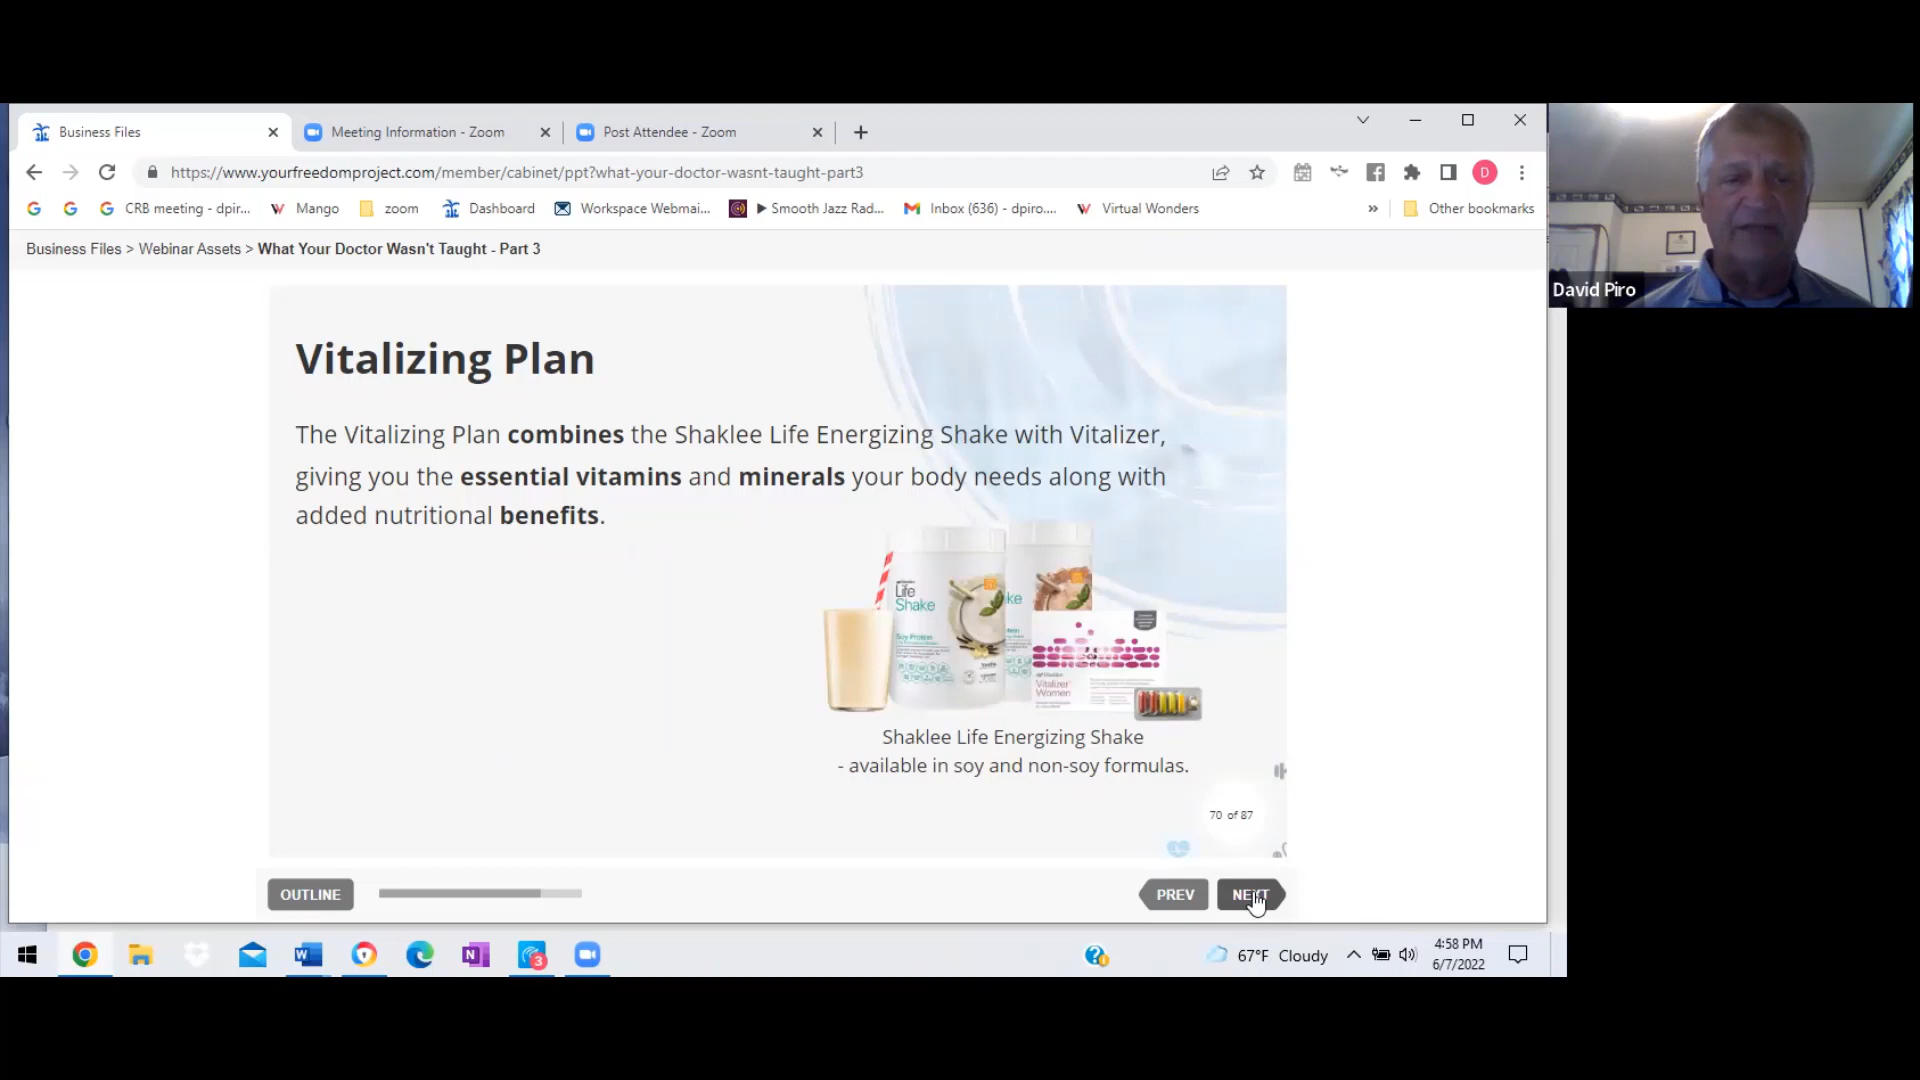 Business Files
Meeting Information - Zoom
Post Attendee - Zoom
https://www.yourfreedomproject.com/member/cabinet/ppt?what-your-doctor-wasnt-taught-part3
D
CRB meeting - dpir...
Mango
zoom
Dashboard
Workspace Webmai...
▶ Smooth Jazz Rad...
Inbox (636) - dpiro....
Virtual Wonders
»
Other bookmarks
Business Files > Webinar Assets > What Your Doctor Wasn't Taught - Part 3
David Piro
Vitalizing Plan
The Vitalizing Plan combines the Shaklee Life Energizing Shake with Vitalizer,
giving you the essential vitamins and minerals your body needs along with
added nutritional benefits.
Life
Shake
Soy Protein
ke
Vitalizer
Women
Shaklee Life Energizing Shake
- available in soy and non-soy formulas.
70 of 87
OUTLINE
PREV
NEXT
3
67°F Cloudy
4:58 PM
6/7/2022